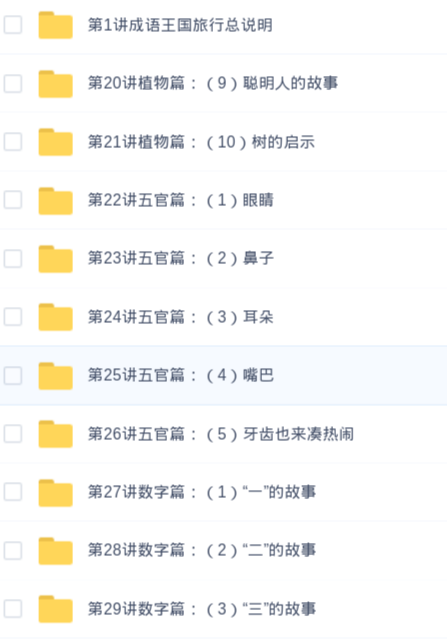 第1讲成语王国旅行总说明
第20讲植物篇：（9）聪明人的故事
第21讲植物篇：（10）树的启示
第22讲五官篇：（1）眼睛
第23讲五官篇：（2）鼻子
第24讲五官篇：（3）耳朵
第25讲五官篇：（4）嘴巴
第26讲五官篇：（5）牙齿也来凑热闹
第27讲数字篇：（1）“一”的故事
第28讲数字篇：（2）“二”的故事
第29讲数字篇：（3）“三”的故事